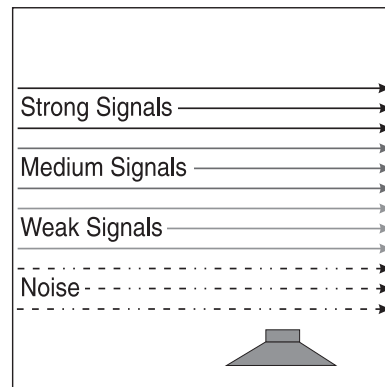 Strong Signals
Medium Signals
Weak Signals
Noise